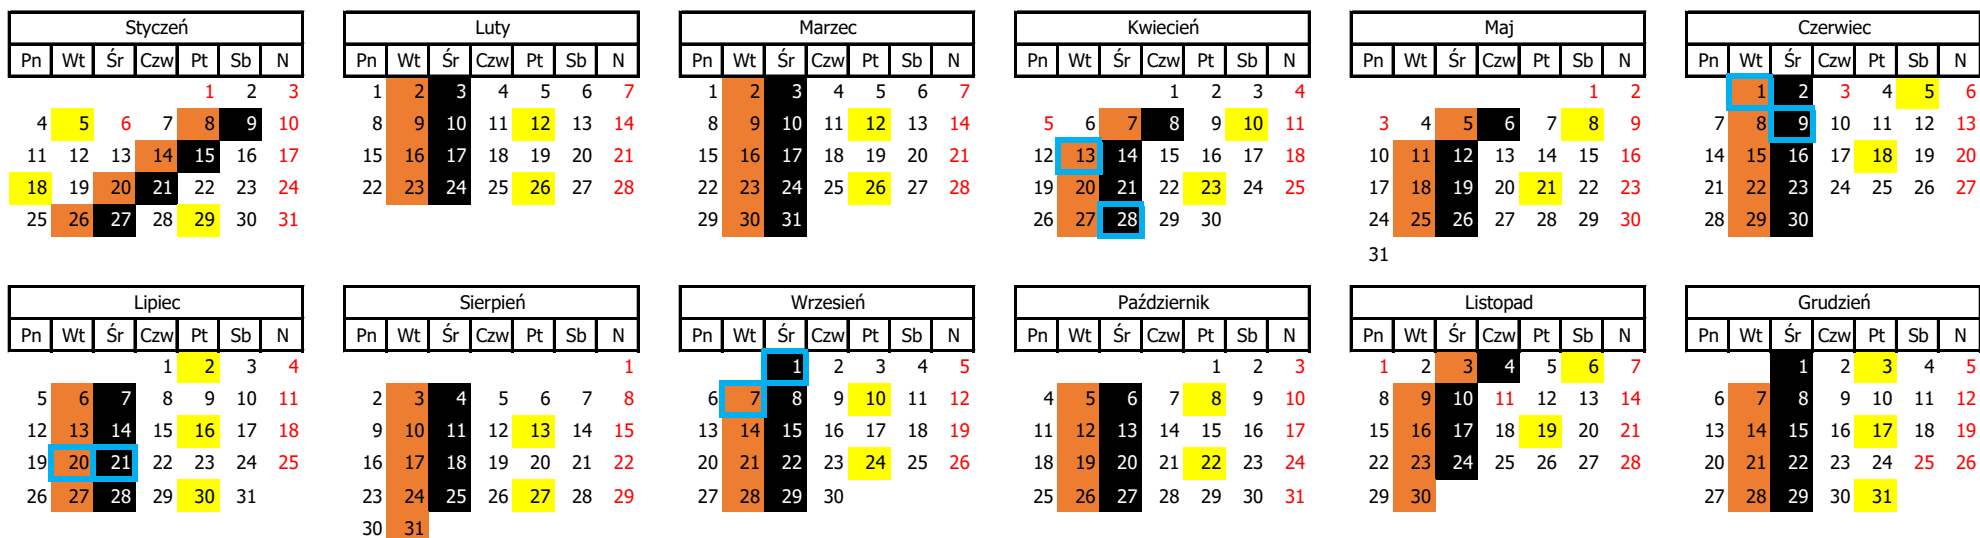 Styczeń Luty Marzec Kwiecień Maj Czerwiec
Pn Wt Śr Czw Pt Sb N Pn Wt Śr Czw Pt Sb N Pn Wt Śr Czw Pt Sb N Pn Wt Śr Czw Pt Sb N Pn Wt Śr Czw Pt Sb N Pn Wt Śr Czw Pt Sb N
1 2 3 1 2 3 4 5 6 7 1 2 3 4 5 6 7 1 2 3 4 1 2 1 2 3 4 5 6
4 5 6 7 8 9 10 8 9 10 11 12 13 14 8 9 10 11 12 13 14 5 6 7 8 9 10 11 3 4 5 6 7 8 9 7 8 9 10 11 12 13
11 12 13 14 15 16 17 15 16 17 18 19 20 21 15 16 17 18 19 20 21 12 13 14 15 16 17 18 10 11 12 13 14 15 16 14 15 16 17 18 19 20
18 19 20 21 22 23 24 22 23 24 25 26 27 28 22 23 24 25 26 27 28 19 20 21 22 23 24 25 17 18 19 20 21 22 23 21 22 23 24 25 26 27
25 26 27 28 29 30 31 29 30 31 26 27 28 29 30 24 25 26 27 28 29 30 28 29 30
31
Lipiec Sierpień Wrzesień Październik Listopad Grudzień
Pn Wt Śr Czw Pt Sb N Pn Wt Śr Czw Pt Sb N Pn Wt Śr Czw Pt Sb N Pn Wt Śr Czw Pt Sb N Pn Wt Śr Czw Pt Sb N Pn Wt Śr Czw Pt Sb N
1 2 3 4 1 1 2 3 4 5 1 2 3 1 2 3 4 5 6 7 1 2 3 4 5
5 6 7 8 9 10 11 2 3 4 5 6 7 8 6 7 8 9 10 11 12 4 5 6 7 8 9 10 8 9 10 11 12 13 14 6 7 8 9 10 11 12
12 13 14 15 16 17 18 9 10 11 12 13 14 15 13 14 15 16 17 18 19 11 12 13 14 15 16 17 15 16 17 18 19 20 21 13 14 15 16 17 18 19
19 20 21 22 23 24 25 16 17 18 19 20 21 22 20 21 22 23 24 25 26 18 19 20 21 22 23 24 22 23 24 25 26 27 28 20 21 22 23 24 25 26
26 27 28 29 30 31 23 24 25 26 27 28 29 27 28 29 30 25 26 27 28 29 30 31 29 30 27 28 29 30 31
30 31